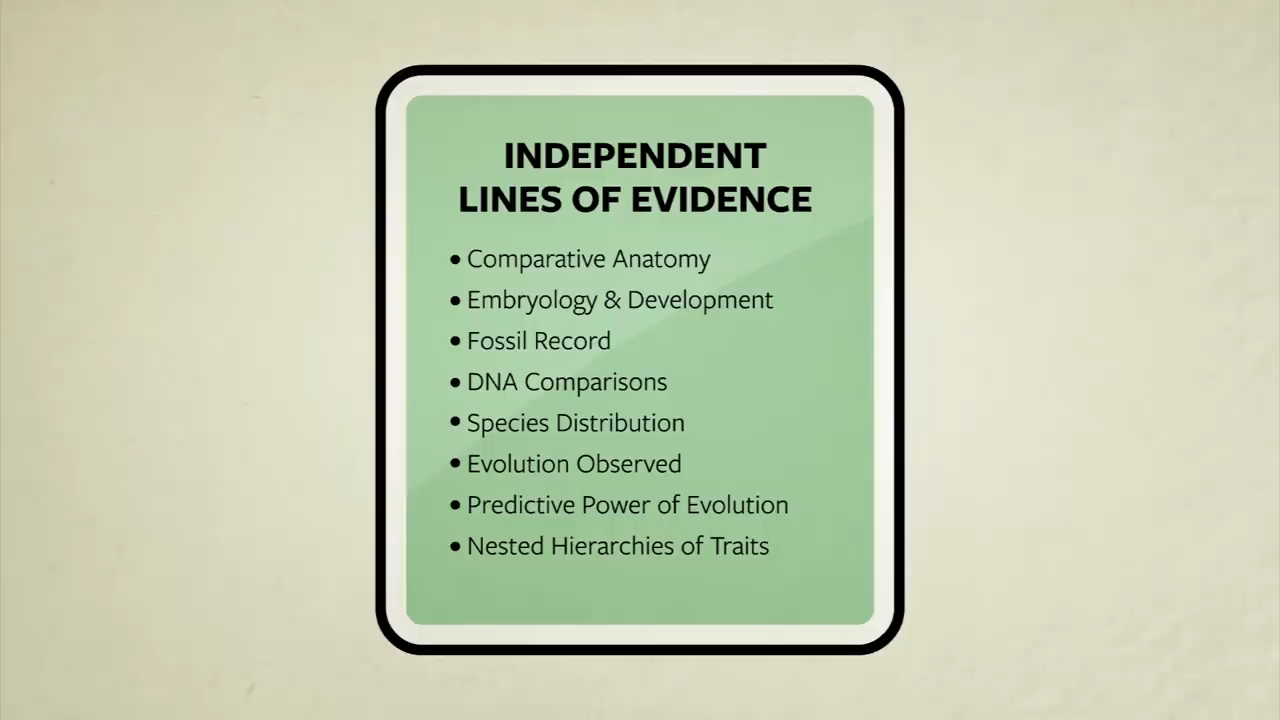 INDEPENDENT
LINES OF EVIDENCE
• Comparative Anatomy
• Embryology & Development
• Fossil Record
• DNA Comparisons
• Species Distribution
• Evolution Observed
• Predictive Power of Evolution
• Nested Hierarchies of Traits